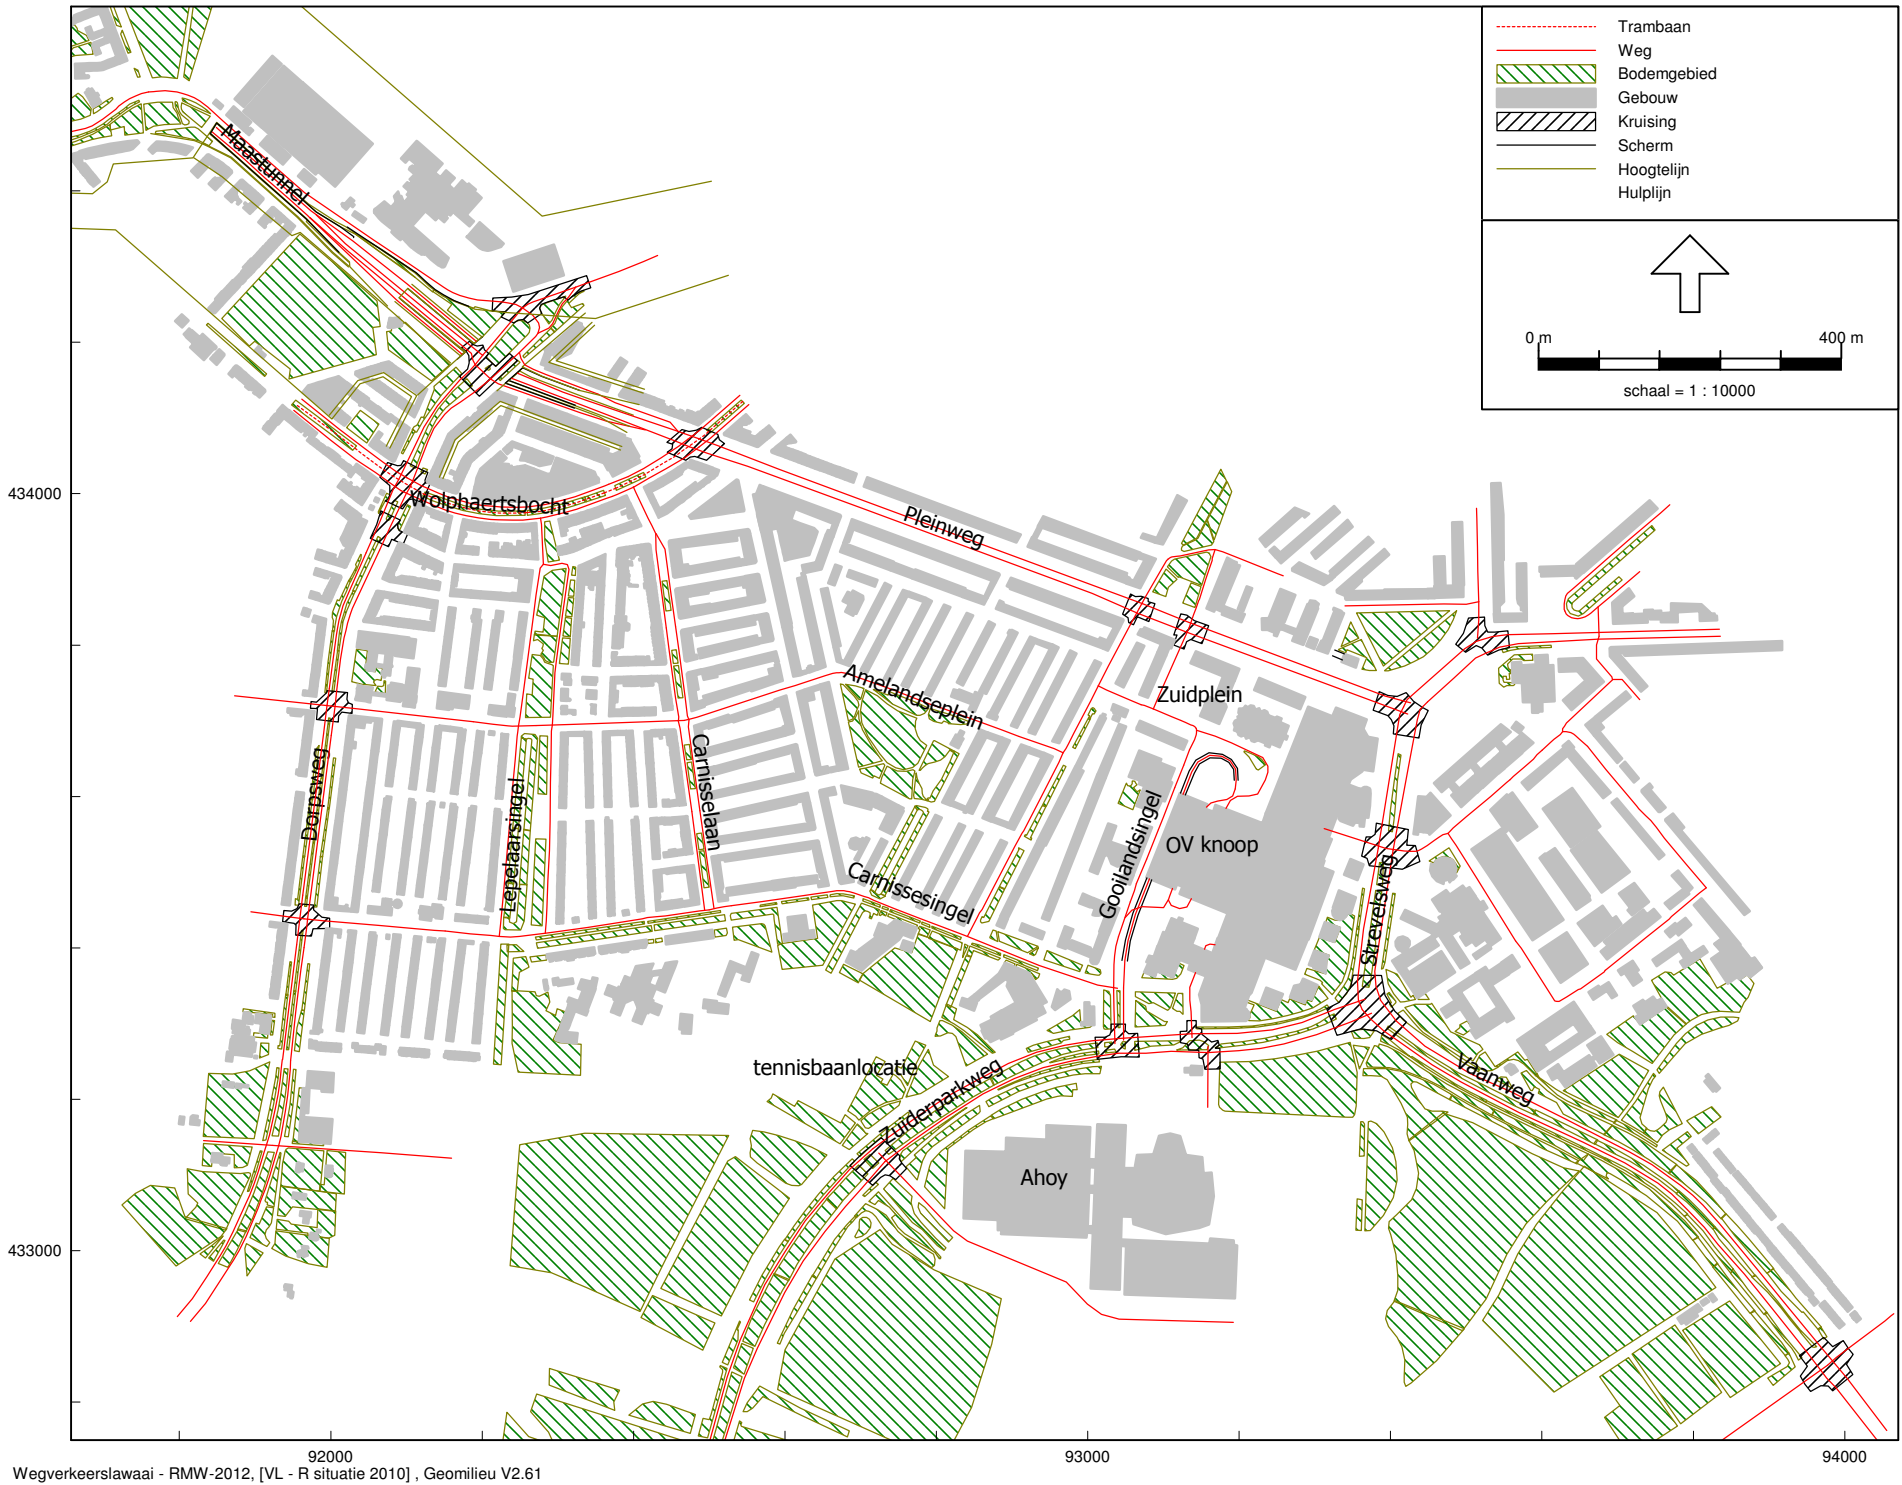 Trambaan
Weg
Bodemgebied
Gebouw
Kruising
Scherm
Hoogtelijn
Hulplijn
0 m 400 m
schaal = 1 : 10000
Maastunnel
434000
Wolphaertsbocht
Pleinweg
Amelandseplein
Zuidplein
Dorpsweg
Lepelaarsingel
Carnisselaan
Gooilandsingel
OV knoop
Carnissesingel
Strevelsweg
tennisbaanlocatie
Zuiderparkweg
Vaanweg
Ahoy
433000
92000 93000 94000
Wegverkeerslawaai - RMW-2012, [VL - R situatie 2010] , Geomilieu V2.61